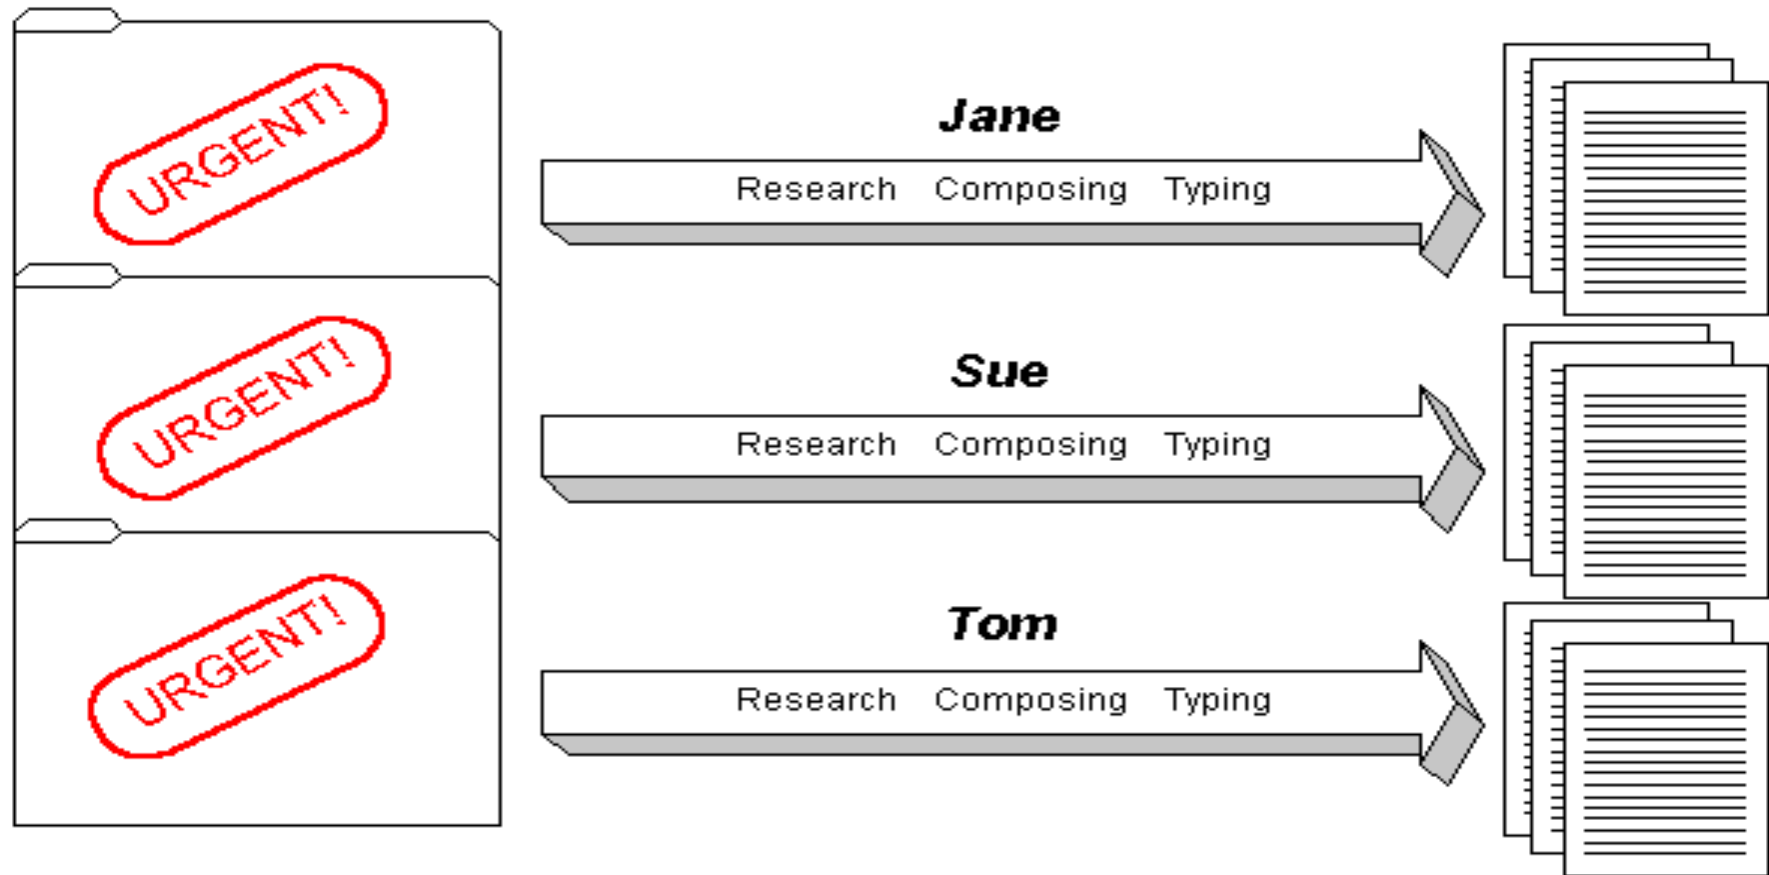 URGENT!
Jane
Research Composing Typing
URGENT!
Sue
Research Composing Typing
URGENT!
Tom
Research Composing Typing